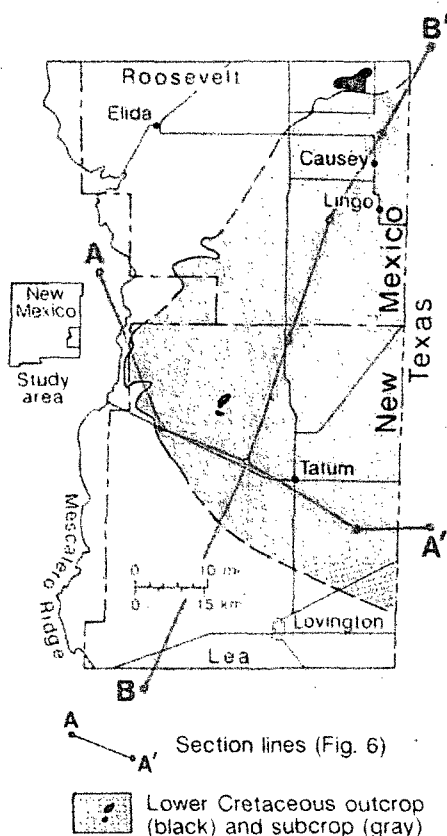 B'
Roosevelt
Elida
Causey
Lingo
A
New
Mexico
Study
area
New Mexico
Texas
Tatum
A'
Mescalero Ridge
0 10 mi
0 15 km
Lovington
Lea
B
A
A'
Section lines (Fig. 6)
Lower Cretaceous outcrop
(black) and subcrop (gray)